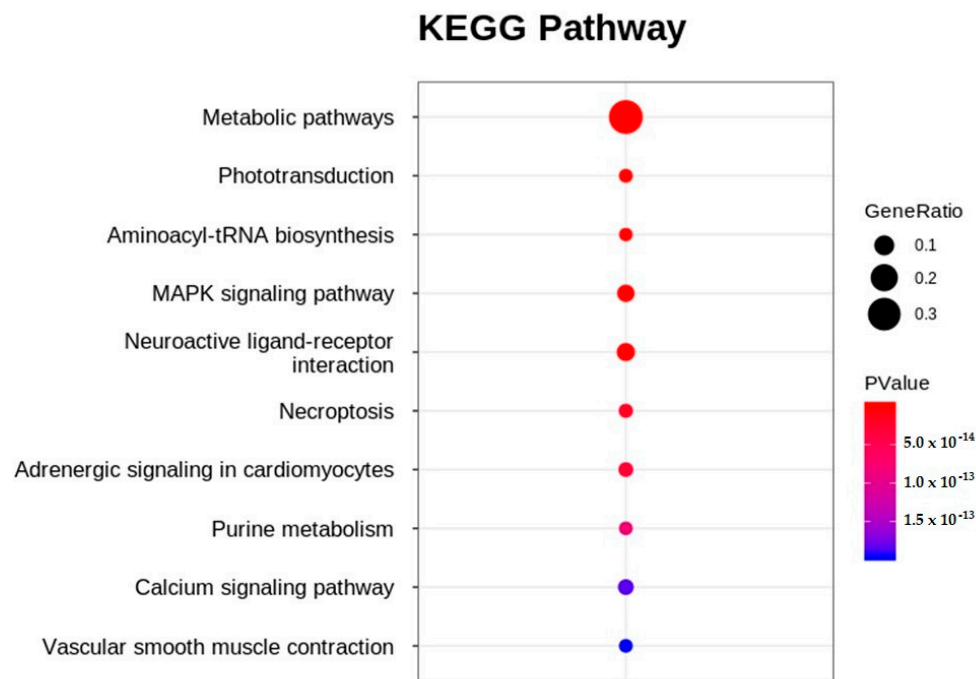 KEGG Pathway
Metabolic pathways
Phototransduction
Aminoacyl-tRNA biosynthesis
MAPK signaling pathway
Neuroactive ligand-receptor
interaction
Necroptosis
Adrenergic signaling in cardiomyocytes
Purine metabolism
Calcium signaling pathway
Vascular smooth muscle contraction
GeneRatio
0.1
0.2
0.3
PValue
5.0 x 10⁻¹⁴
1.0 x 10⁻¹³
1.5 x 10⁻¹³